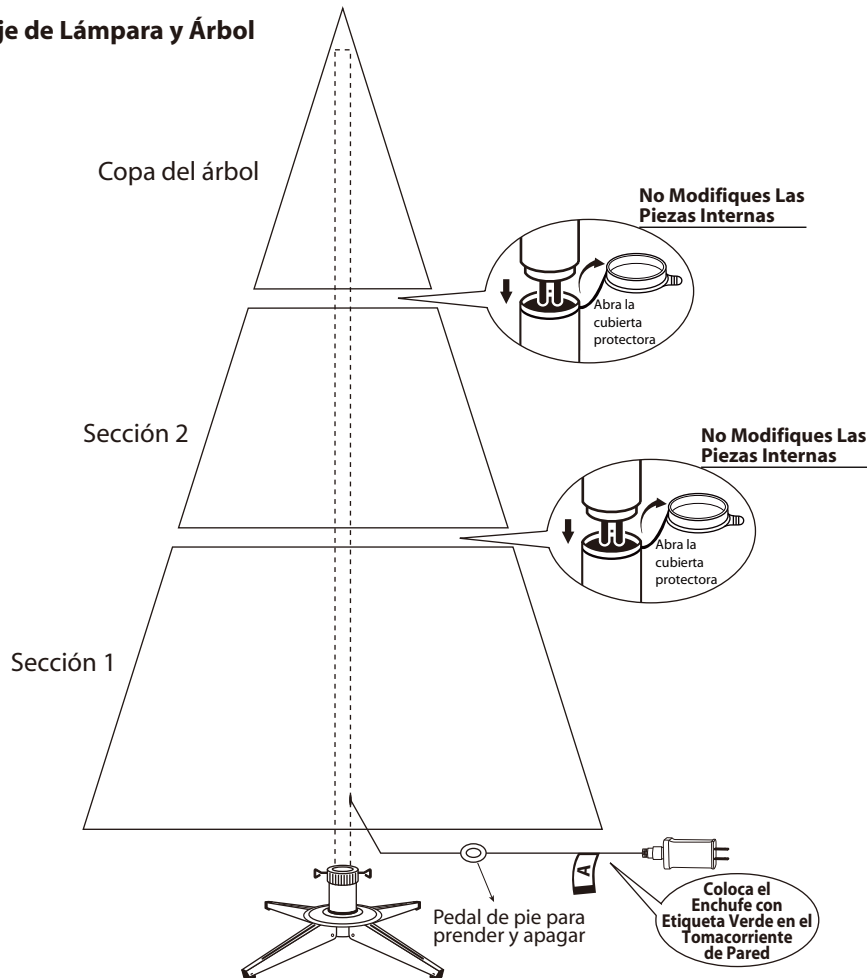 je de Lámpara y Árbol
Copa del árbol
No Modifiques Las
Piezas Internas
Abra la
cubierta
protectora
Sección 2
No Modifiques Las
Piezas Internas
Abra la
cubierta
protectora
Sección 1
A
Pedal de pie para
prender y apagar
Coloca el
Enchufe con
Etiqueta Verde en el
Tomacorriente
de Pared